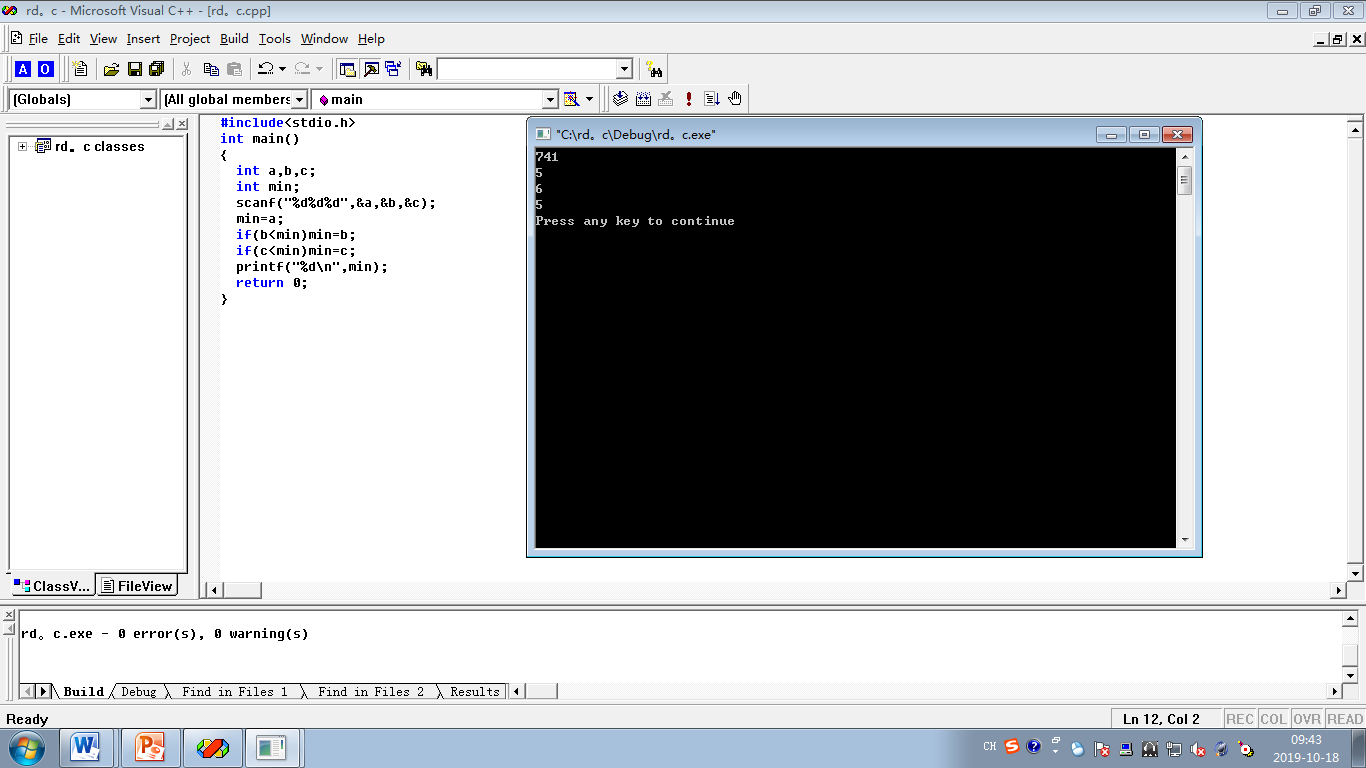 rd。c - Microsoft Visual C++ - [rd。c.cpp]
File Edit View Insert Project Build Tools Window Help
A O
(Globals) (All global members main
rd。c classes
#include<stdio.h>
int main()
{
  int a,b,c;
  int min;
  scanf("%d%d%d",&a,&b,&c);
  min=a;
  if(b<min)min=b;
  if(c<min)min=c;
  printf("%d\n",min);
  return 0;
}
"C:\rd。c\Debug\rd。c.exe"
741
5
6
5
Press any key to continue
ClassV... FileView
rd。c.exe - 0 error(s), 0 warning(s)
Build Debug Find in Files 1 Find in Files 2 Results
Ready Ln 12, Col 2 REC COL OVR READ
CH 09:43
2019-10-18